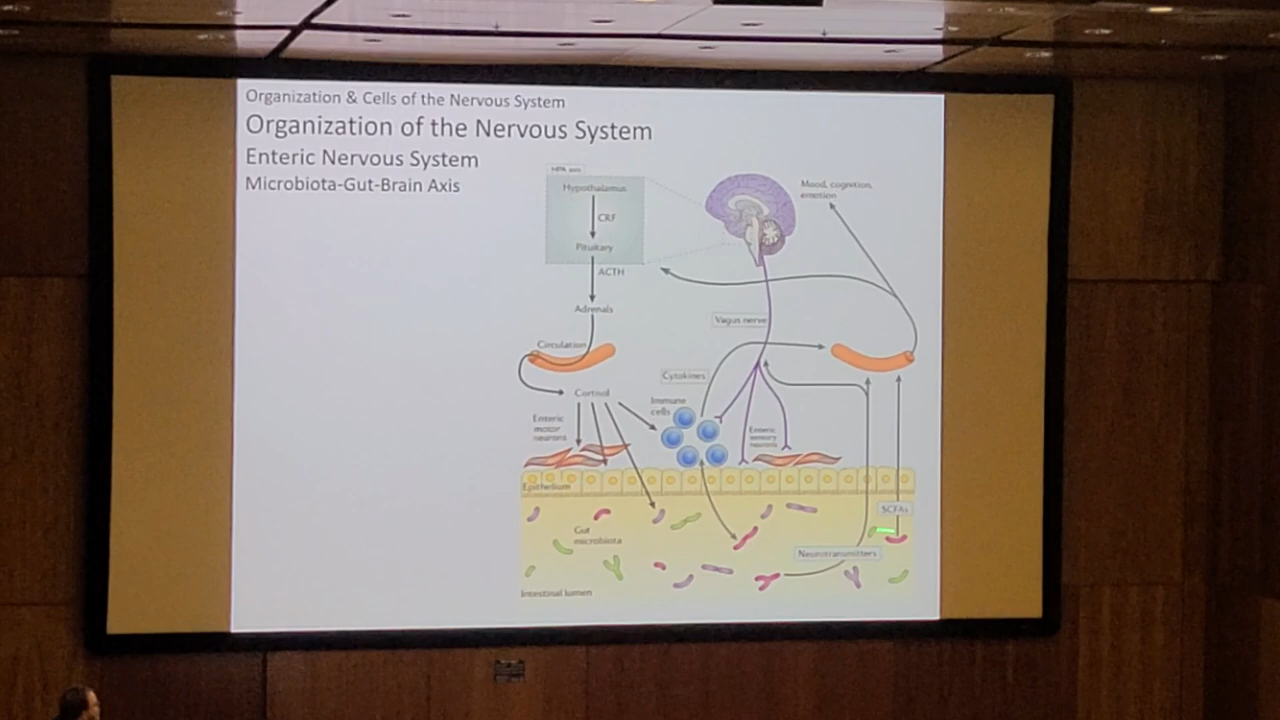 Organization & Cells of the Nervous System
Organization of the Nervous System
Enteric Nervous System
Microbiota-Gut-Brain Axis
HPA axis
Hypothalamus
CRF
Pituitary
ACTH
Adrenals
Circulation
Cortisol
Enteric
motor
neurons
Mood, cognition,
emotion
Vagus nerve
Cytokines
Immune
cells
Enteric
sensory
neurons
Epithelium
Gut
microbiota
SCFAs
Neurotransmitters
Intestinal lumen